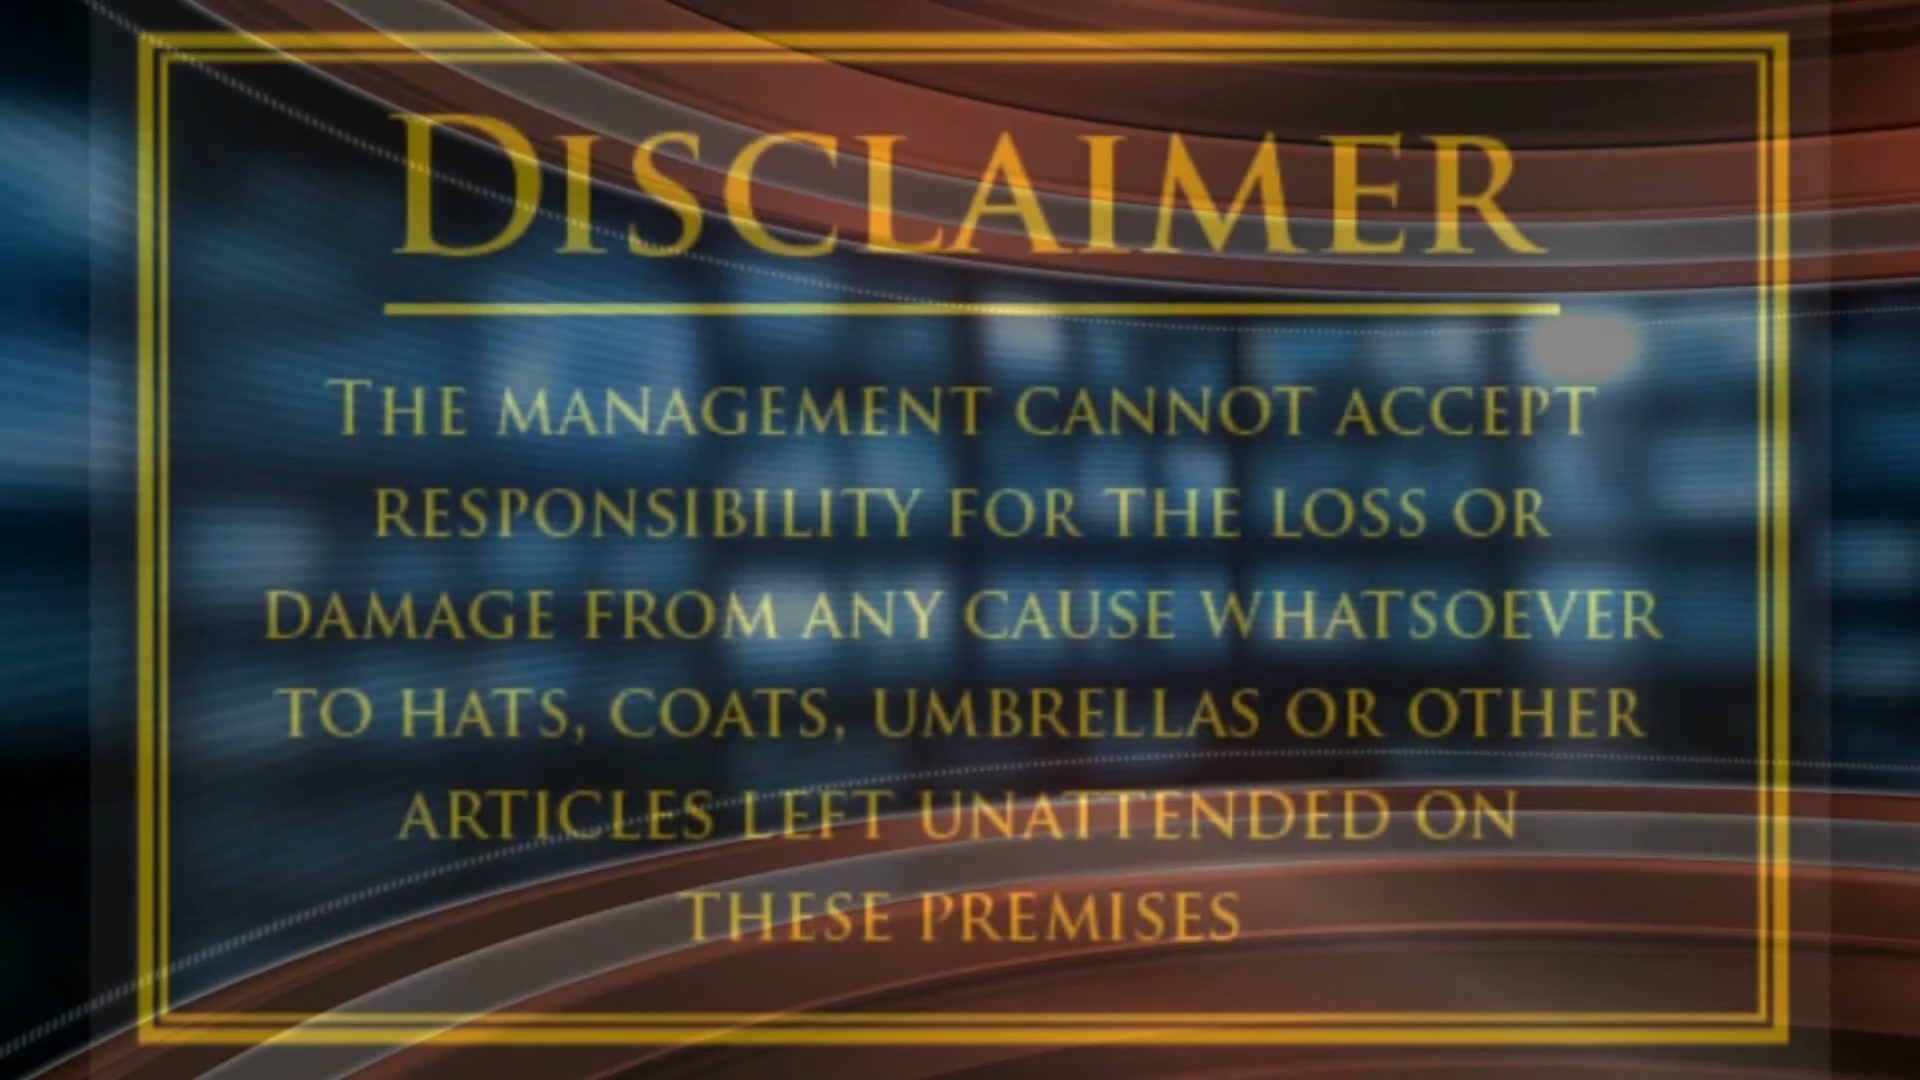 DISCLAIMER
THE MANAGEMENT CANNOT ACCEPT
RESPONSIBILITY FOR THE LOSS OR
DAMAGE FROM ANY CAUSE WHATSOEVER
TO HATS, COATS, UMBRELLAS OR OTHER
ARTICLES LEFT UNATTENDED ON
THESE PREMISES